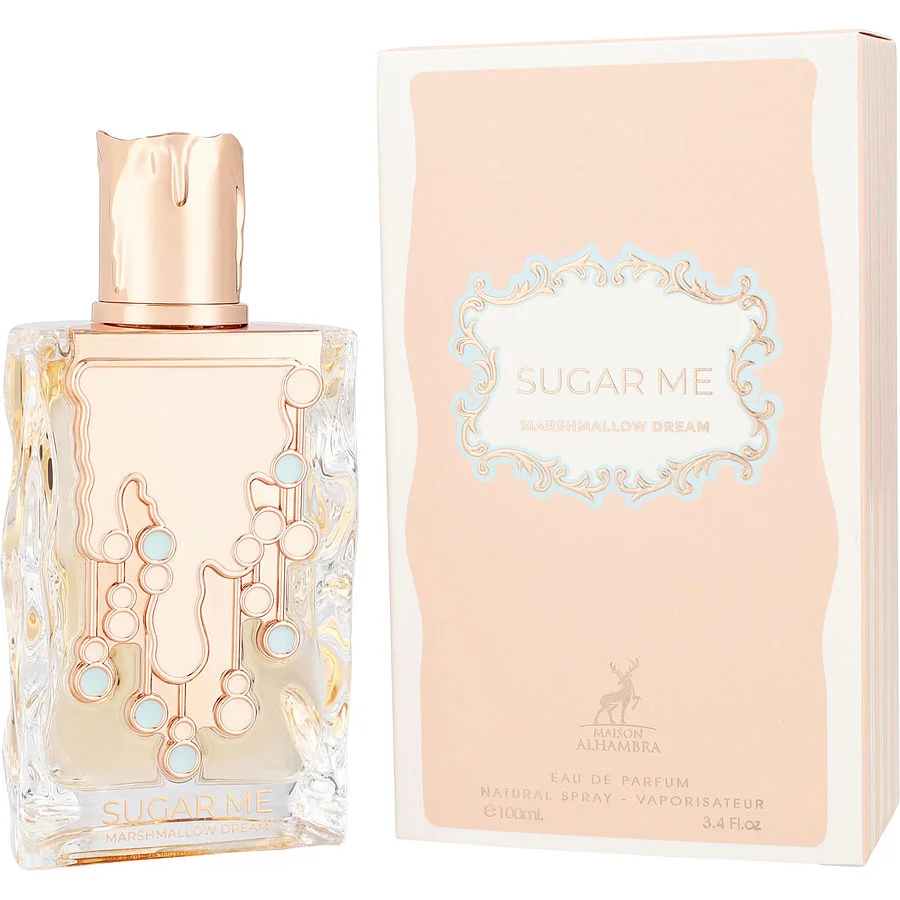 SUGAR ME
MARSHMALLOW DREAM
SUGAR ME
MARSHMALLOW DREAM
MAISON
ALHAMBRA
EAU DE PARFUM
NATURAL SPRAY - VAPORISATEUR
℮100ml. 3.4 Fl.oz